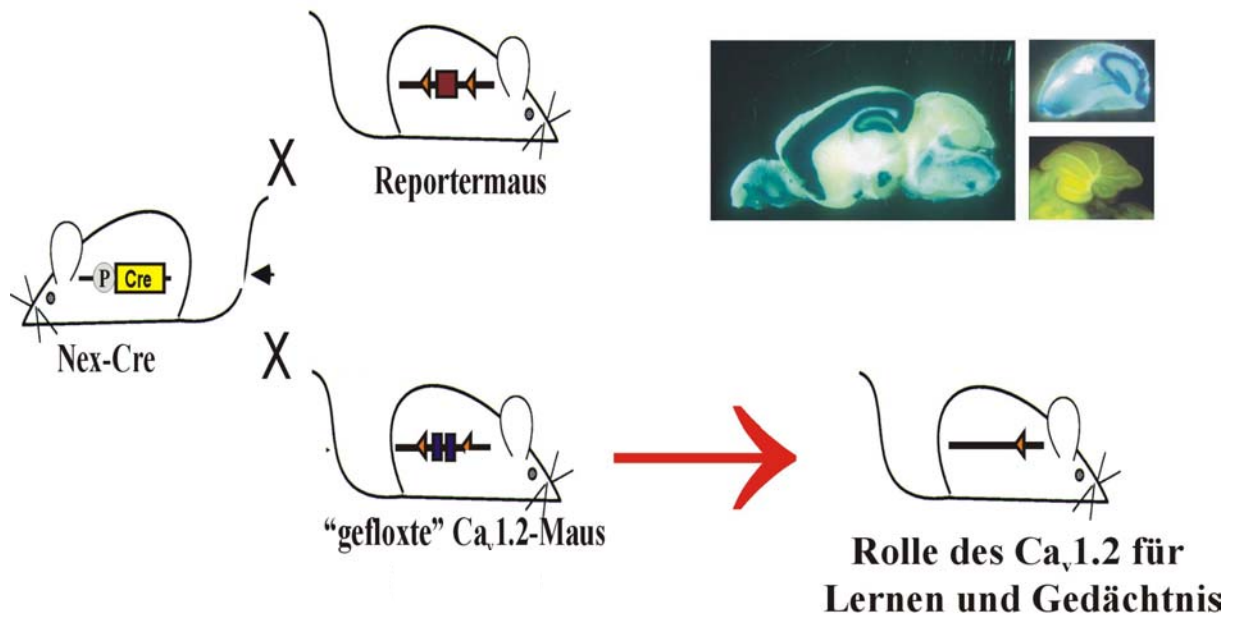 Reportermaus
X
P Cre
Nex-Cre
X
“gefloxte” Cav1.2-Maus
Rolle des Cav1.2 für
Lernen und Gedächtnis